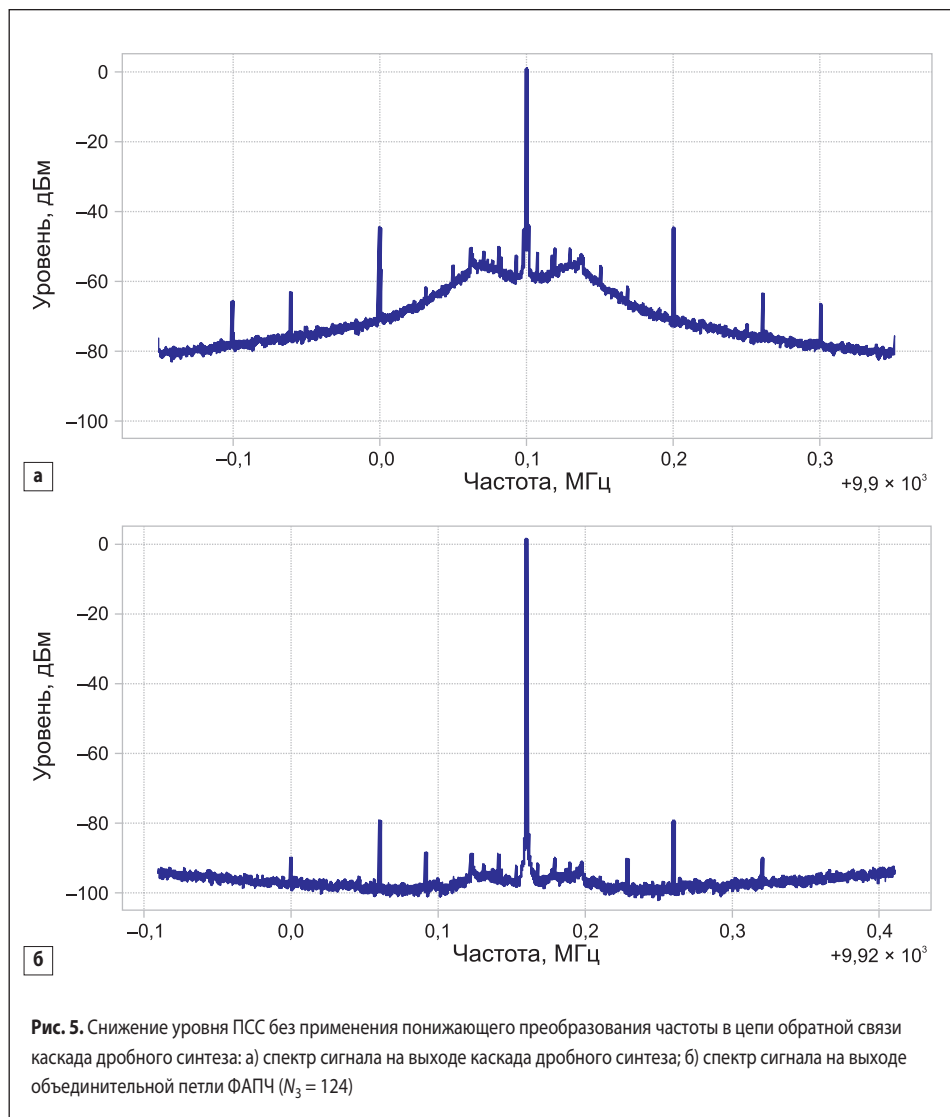 0
−20
−40
−60
−80
−100
Уровень, дБм
−0,1
0,0
0,1
0,2
0,3
Частота, МГц
+9,9 × 10³
а
0
−20
−40
−60
−80
−100
Уровень, дБм
−0,1
0,0
0,1
0,2
0,3
0,4
Частота, МГц
+9,92 × 10³
б
Рис. 5. Снижение уровня ПСС без применения понижающего преобразования частоты в цепи обратной связи
каскада дробного синтеза: а) спектр сигнала на выходе каскада дробного синтеза; б) спектр сигнала на выходе
объединительной петли ФАПЧ (N₃ = 124)